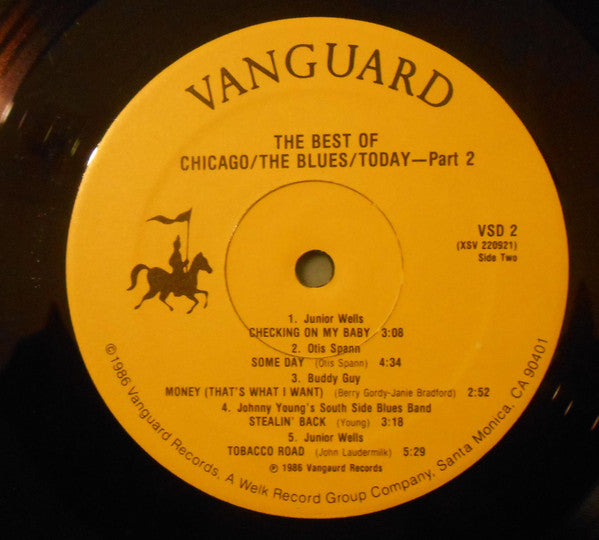 VANGUARD
THE BEST OF
CHICAGO/THE BLUES/TODAY—Part 2
VSD 2
(XSV 220921)
Side Two
1. Junior Wells
CHECKING ON MY BABY 3:08
2. Otis Spann
SOME DAY (Otis Spann) 4:34
3. Buddy Guy
MONEY (THAT'S WHAT I WANT) (Berry Gordy-Janie Bradford) 2:52
4. Johnny Young's South Side Blues Band
STEALIN' BACK (Young) 3:18
5. Junior Wells
TOBACCO ROAD (John Laudermilk) 5:29
℗ 1986 Vangaurd Records
©1986 Vanguard Records, A Welk Record Group Company, Santa Monica, CA 90401